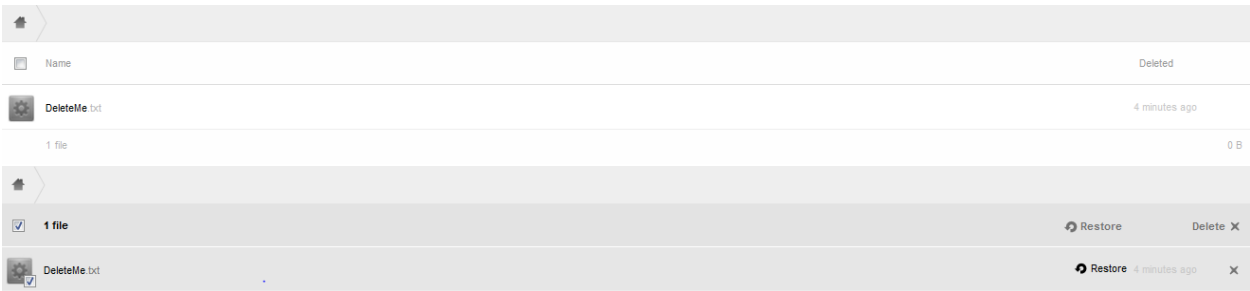 Name Deleted
DeleteMe.txt 4 minutes ago
1 file 0 B
1 file Restore Delete
DeleteMe.txt Restore 4 minutes ago